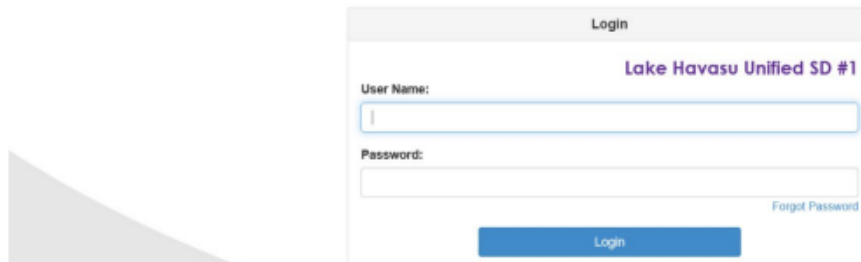 Login
Lake Havasu Unified SD #1
User Name:
Password:
Forgot Password
Login